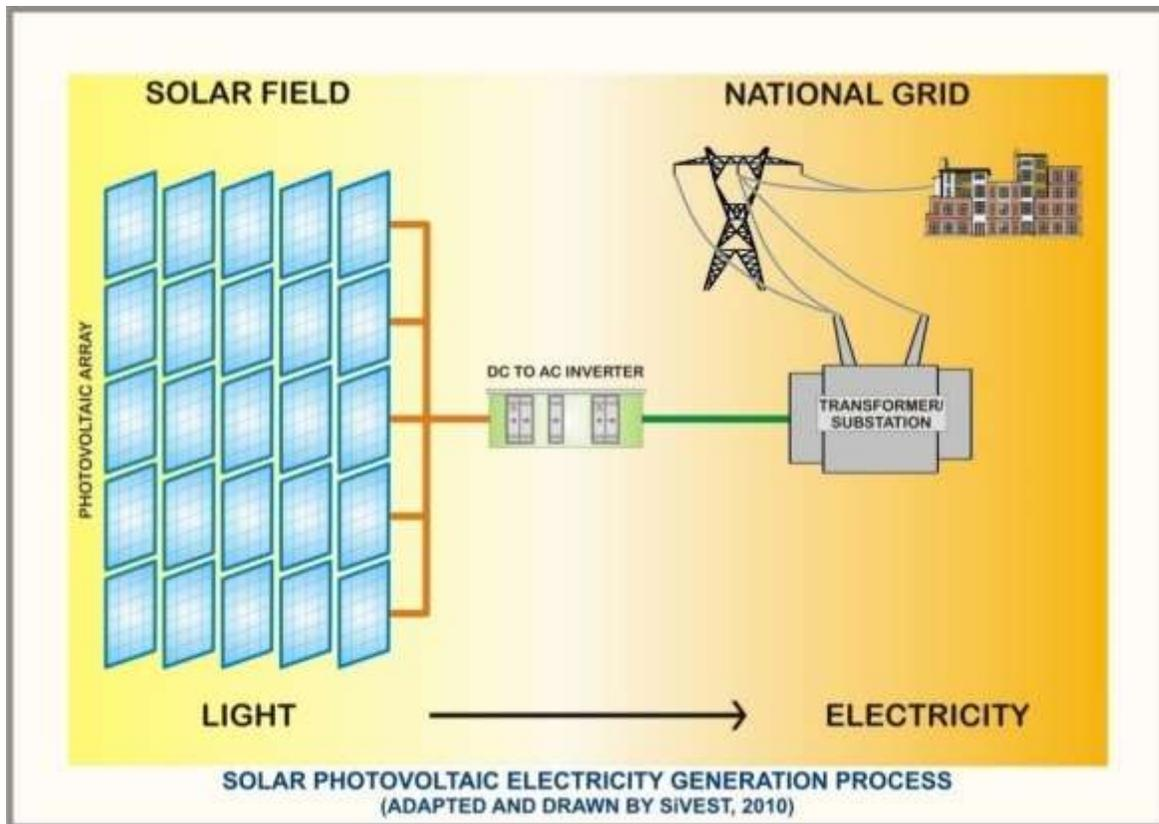 SOLAR FIELD
NATIONAL GRID
PHOTOVOLTAIC ARRAY
DC TO AC INVERTER
TRANSFORMER/
SUBSTATION
LIGHT
ELECTRICITY
SOLAR PHOTOVOLTAIC ELECTRICITY GENERATION PROCESS
(ADAPTED AND DRAWN BY SiVEST, 2010)